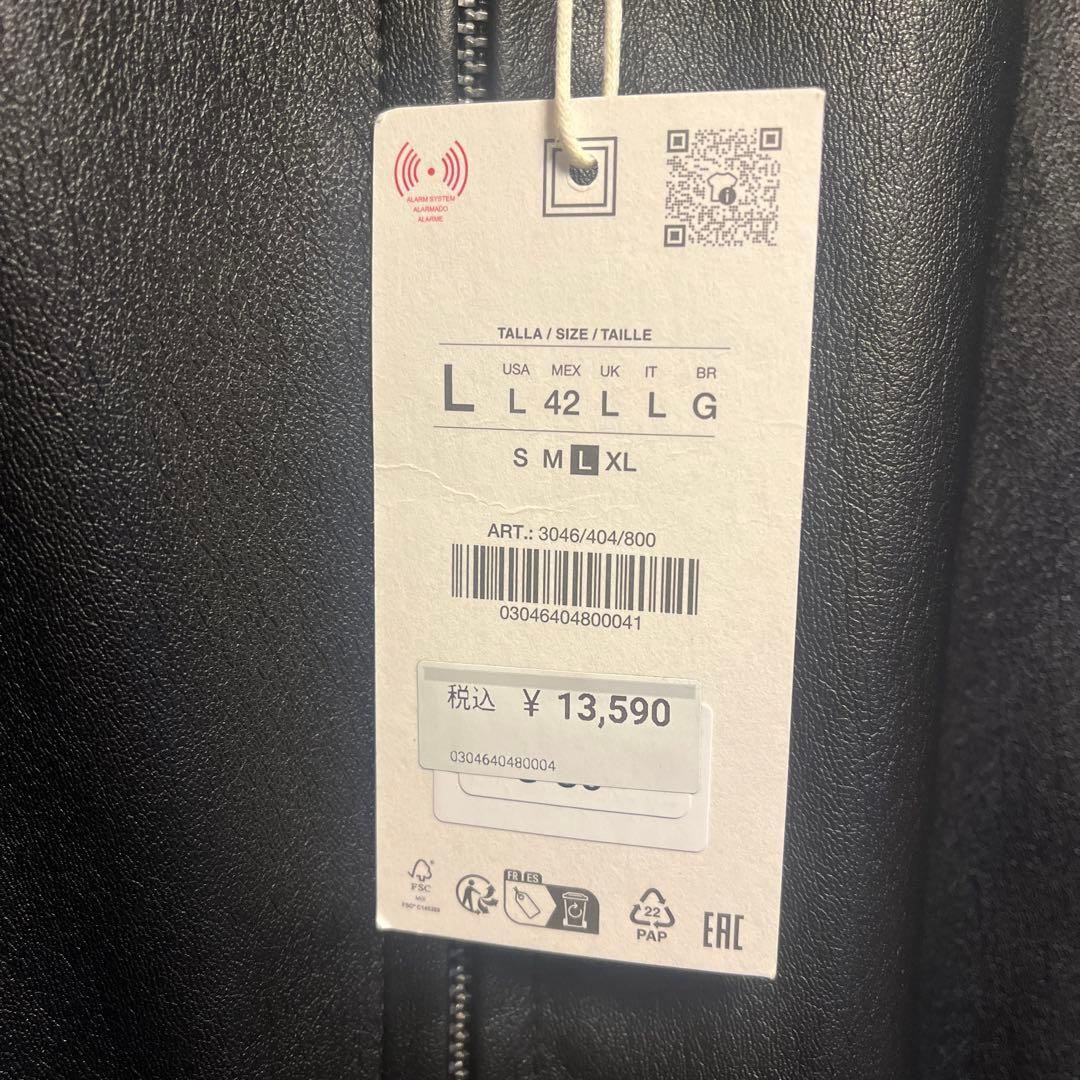 ALARM SYSTEM
ALARMADO
ALARME
TALLA / SIZE / TAILLE
USA MEX UK IT BR
L L 42 L L G
S M L XL
ART.: 3046/404/800
03046404800041
税込 ¥ 13,590
0304640480004
FSC
MIX
FR ES
22
PAP
EAC